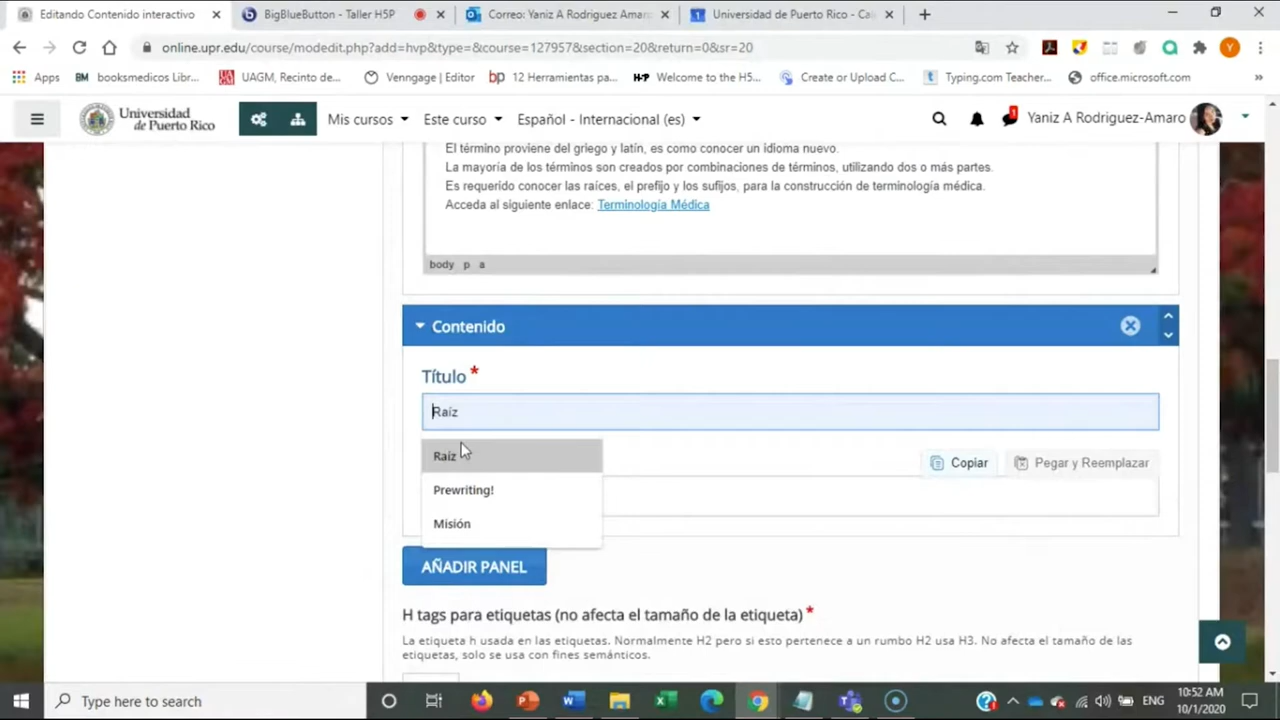 Editando Contenido interactivo
BigBlueButton - Taller H5P
Correo: Yaniz A Rodriguez Amaro
Universidad de Puerto Rico - Cal
online.upr.edu/course/modedit.php?add=hvp&type=&course=127957&section=20&return=0&sr=20
Y
Apps
BM booksmedicos Libr...
UAGM, Recinto de...
Venngage | Editor
bp 12 Herramientas pa...
H-P Welcome to the H5...
Create or Upload C...
t Typing.com Teacher...
office.microsoft.com
»
Universidad
de Puerto Rico
Mis cursos
Este curso
Español - Internacional (es)
Yaniz A Rodriguez-Amaro
El término proviene del griego y latín, es como conocer un idioma nuevo.
La mayoría de los términos son creados por combinaciones de términos, utilizando dos o más partes.
Es requerido conocer las raíces, el prefijo y los sufijos, para la construcción de terminología médica.
Acceda al siguiente enlace: Terminología Médica
body p a
Contenido
Título *
Raíz
Raíz
Prewriting!
Misión
Copiar
Pegar y Reemplazar
AÑADIR PANEL
H tags para etiquetas (no afecta el tamaño de la etiqueta) *
La etiqueta h usada en las etiquetas. Normalmente H2 pero si esto pertenece a un rumbo H2 usa H3. No afecta el tamaño de las
etiquetas, solo se usa con fines semánticos.
Type here to search
ENG
10:52 AM
10/1/2020